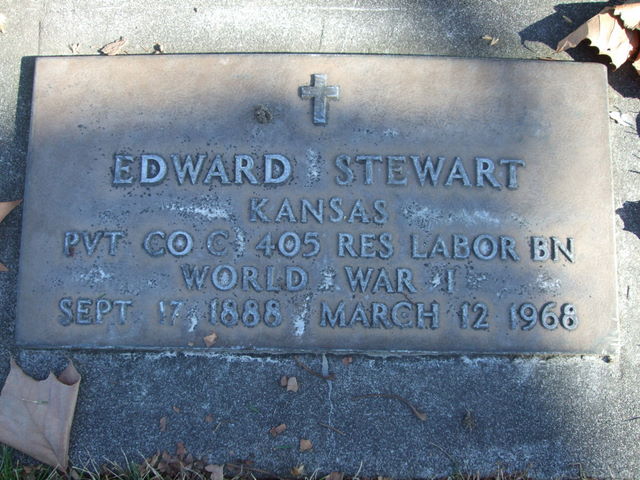 EDWARD STEWART
KANSAS
PVT CO C 405 RES LABOR BN
WORLD WAR I
SEPT 17 1888 MARCH 12 1968